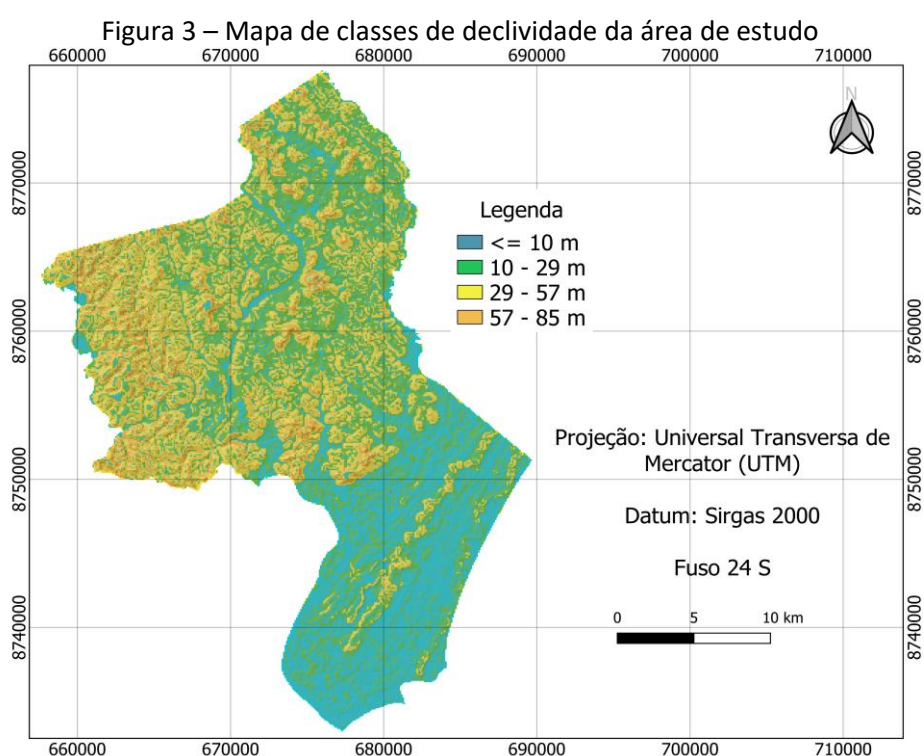 Figura 3 – Mapa de classes de declividade da área de estudo
660000 670000 680000 690000 700000 710000
N
8770000 8770000
Legenda
<= 10 m
10 - 29 m
29 - 57 m
57 - 85 m
8760000 8760000
Projeção: Universal Transversa de
Mercator (UTM)
8750000 8750000
Datum: Sirgas 2000
Fuso 24 S
0 5 10 km
8740000 8740000
660000 670000 680000 690000 700000 710000